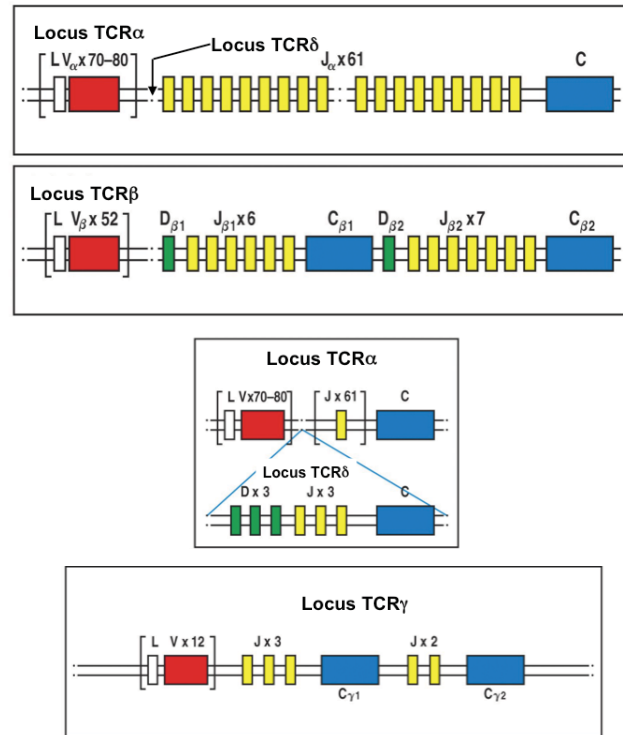 Locus TCRα
Locus TCRδ
L Vα x 70–80
Jα x 61
C
Locus TCRβ
L Vβ x 52
Dβ1
Jβ1 x 6
Cβ1
Dβ2
Jβ2 x 7
Cβ2
Locus TCRα
L Vx70–80
J x 61
C
Locus TCRδ
D x 3
J x 3
C
Locus TCRγ
L V x 12
J x 3
J x 2
Cγ1
Cγ2